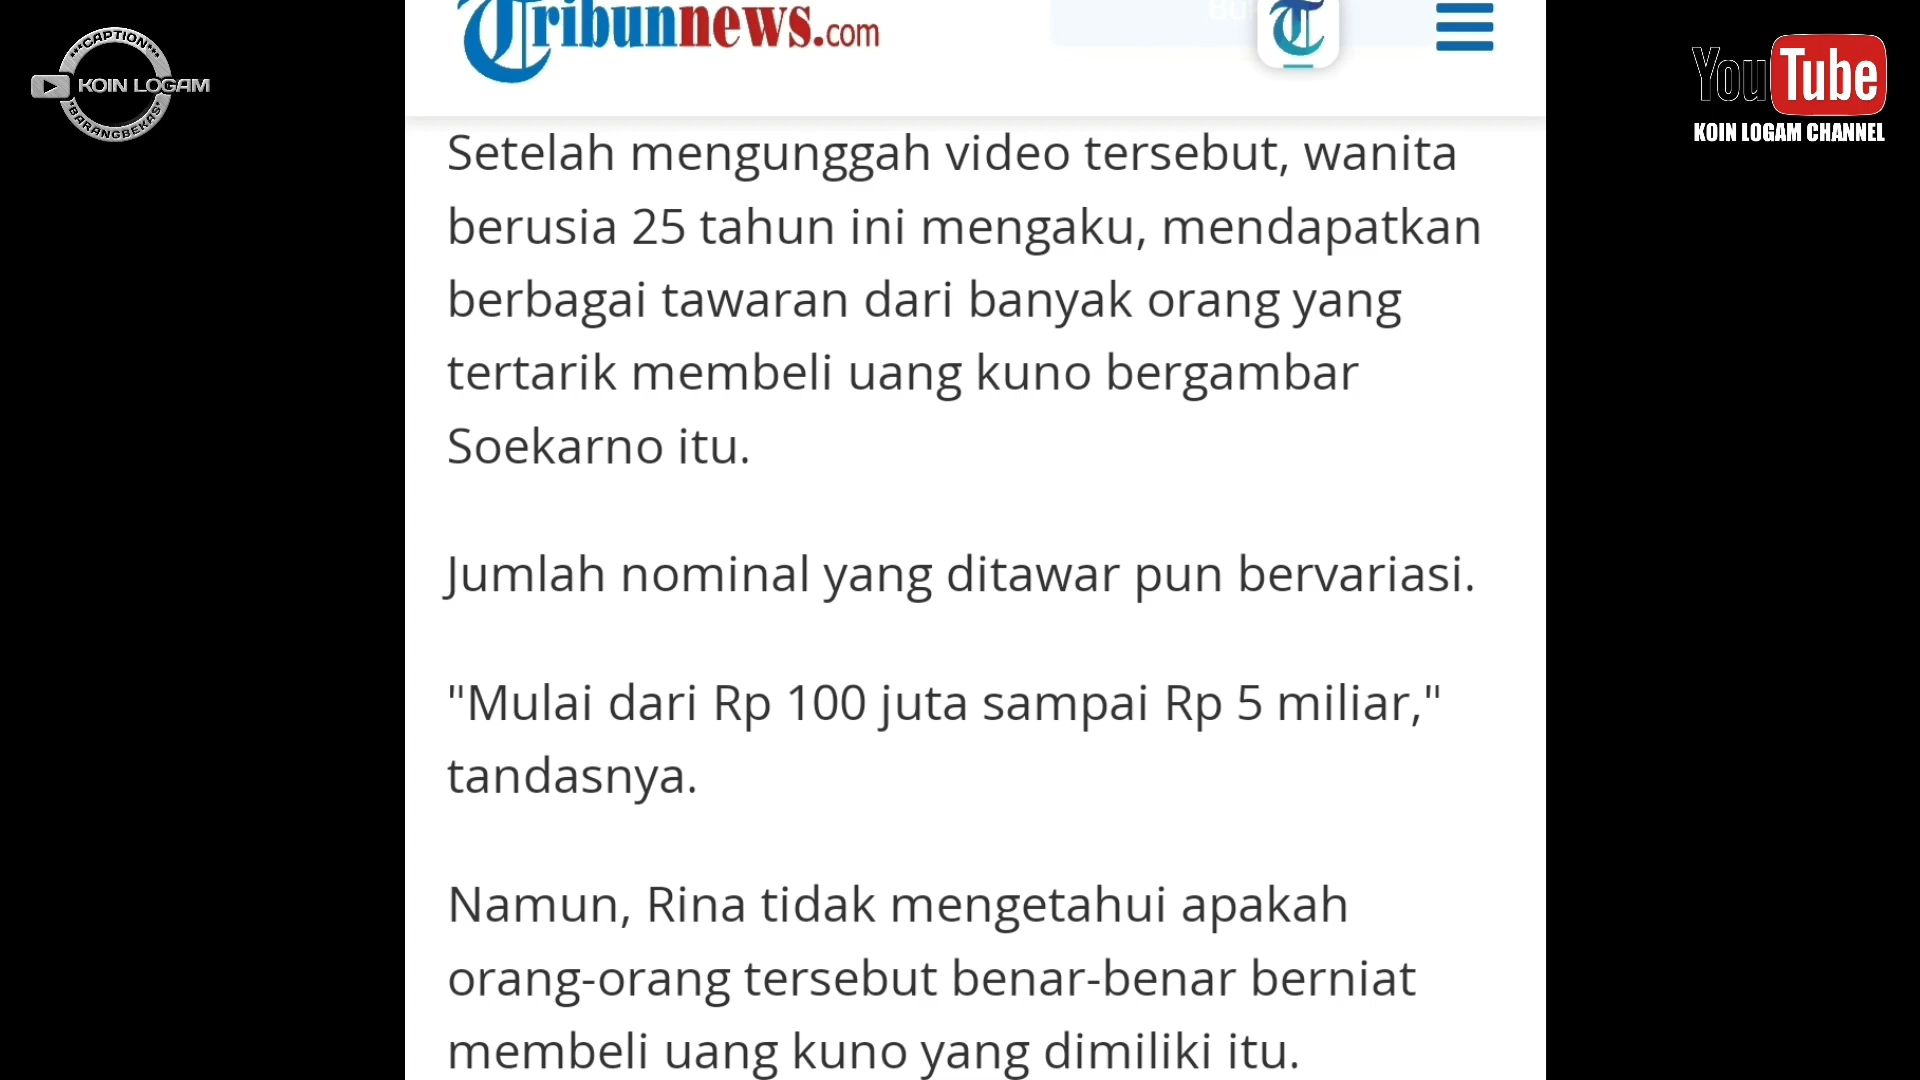 Tribunnews.com
***CAPTION***
KOIN LOGAM
*BARANGBEKAS*
YouTube
KOIN LOGAM CHANNEL
Setelah mengunggah video tersebut, wanita
berusia 25 tahun ini mengaku, mendapatkan
berbagai tawaran dari banyak orang yang
tertarik membeli uang kuno bergambar
Soekarno itu.
Jumlah nominal yang ditawar pun bervariasi.
"Mulai dari Rp 100 juta sampai Rp 5 miliar,"
tandasnya.
Namun, Rina tidak mengetahui apakah
orang-orang tersebut benar-benar berniat
membeli uang kuno yang dimiliki itu.